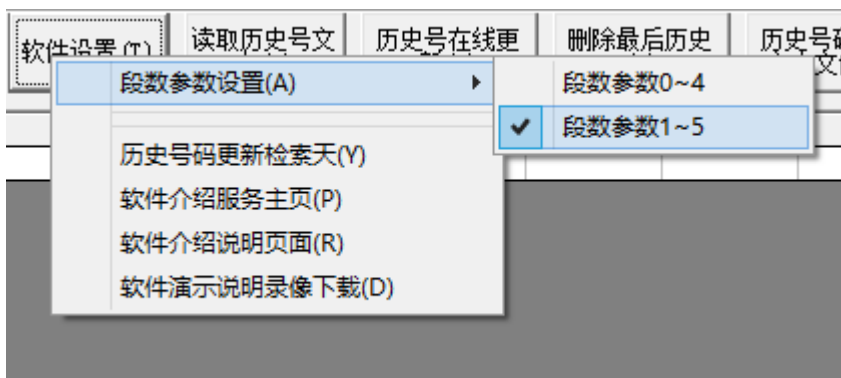 软件设置(T)
读取历史号文
历史号在线更
删除最后历史
历史号码
文件
段数参数设置(A)
段数参数0~4
段数参数1~5
历史号码更新检索天(Y)
软件介绍服务主页(P)
软件介绍说明页面(R)
软件演示说明录像下载(D)